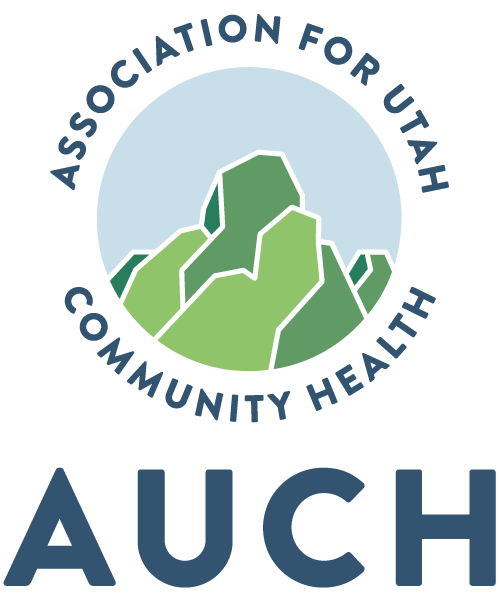 ASSOCIATION FOR UTAH
COMMUNITY HEALTH
AUCH